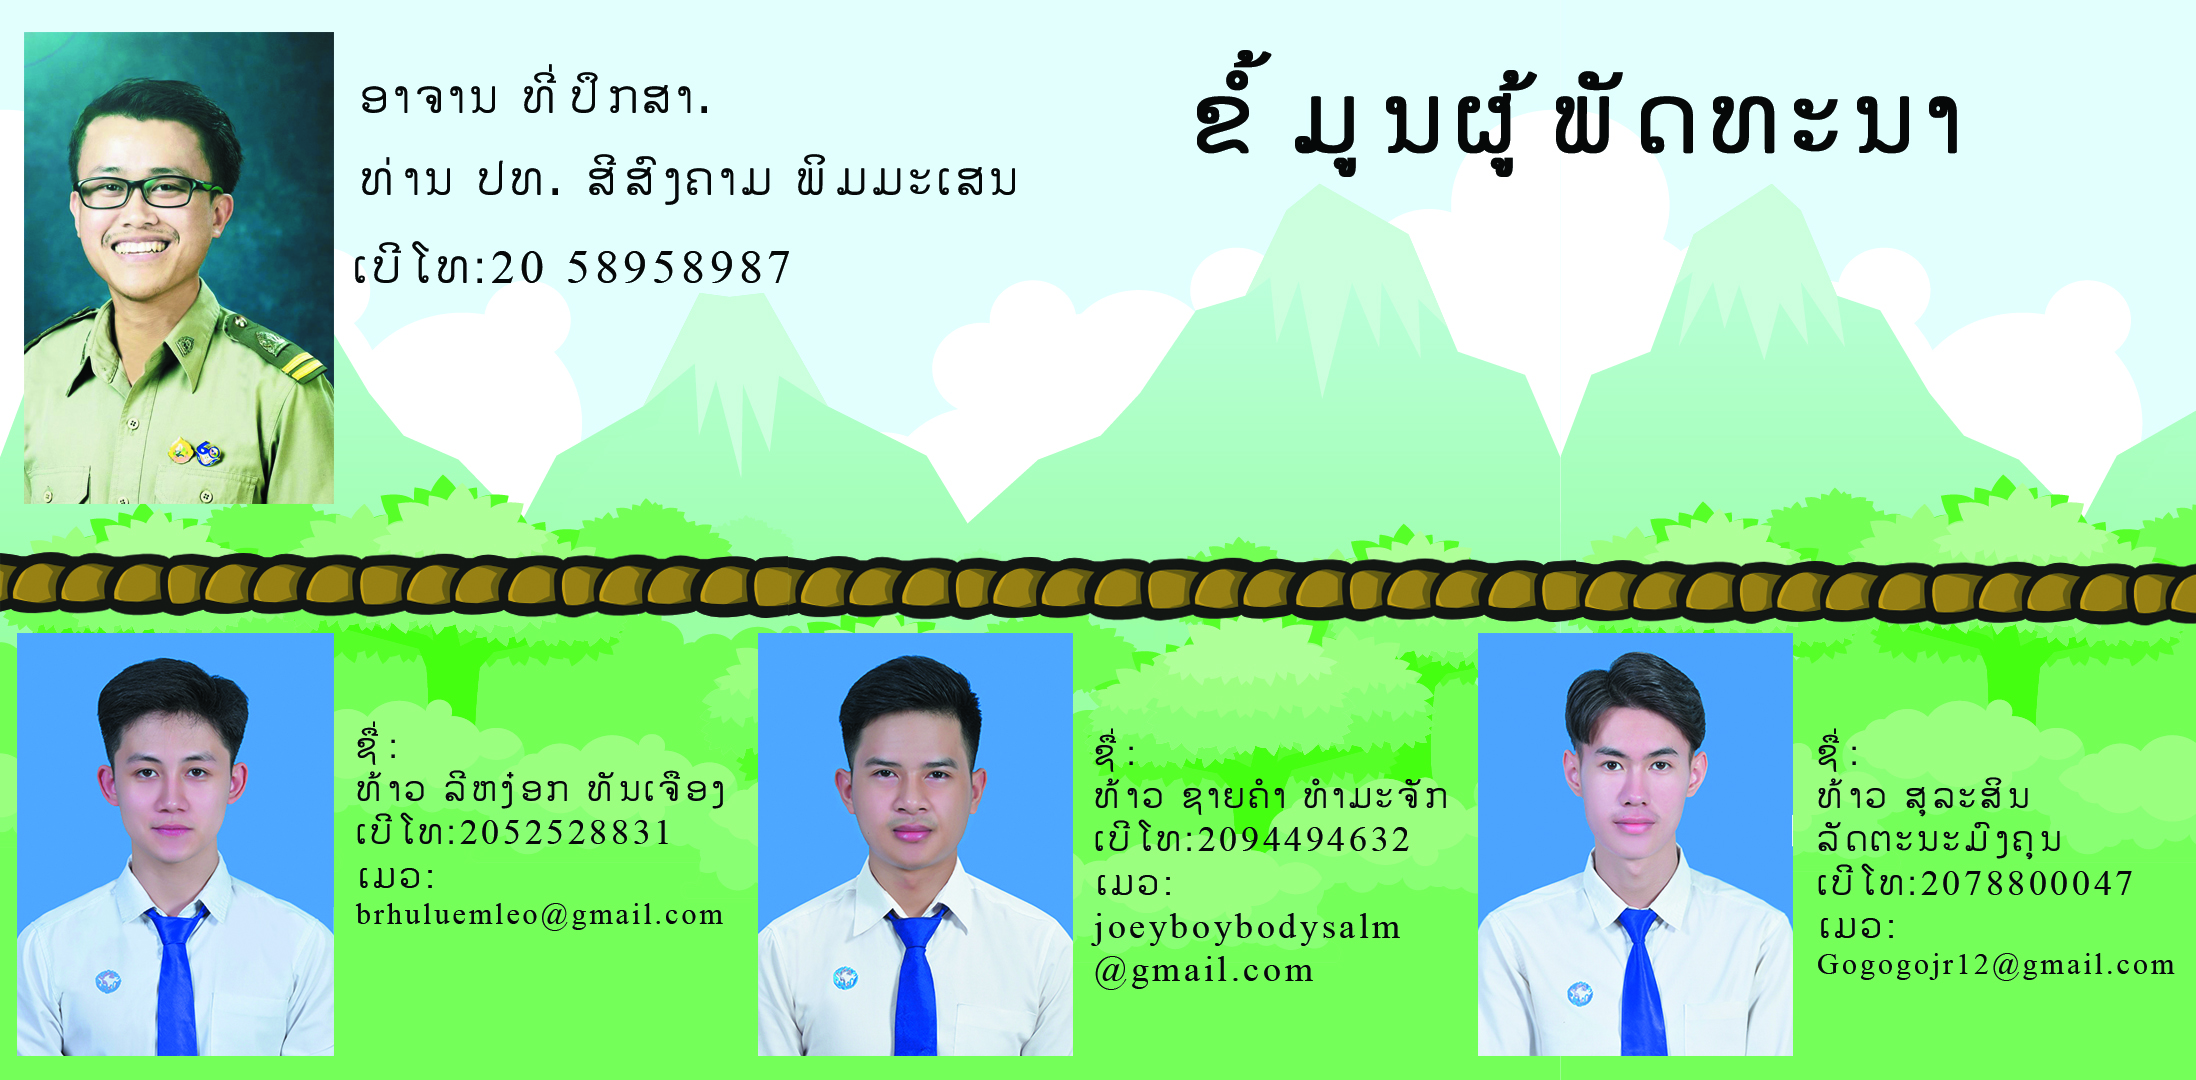 ຂໍ້ ມູນຜູ້ ພັດທະນາ
ອາຈານ ທີ່ ປຶກສາ.
ທ່ານ ປທ. ສີສົງຄາມ ພິມມະເສນ
ເບີໂທ:20 58958987
ຊື່ :
ທ້າວ ລີຫງ໋ອກ ທັນເຈືອງ
ເບີໂທ:2052528831
ເມວ:
brhuluemleo@gmail.com
ຊື່ :
ທ້າວ ຊາຍຄຳ ທຳມະຈັກ
ເບີໂທ:2094494632
ເມວ:
joeyboybodysalm
@gmail.com
ຊື່ :
ທ້າວ ສຸລະສິນ
ລັດຕະນະມົງຄຸນ
ເບີໂທ:2078800047
ເມວ:
Gogogojr12@gmail.com